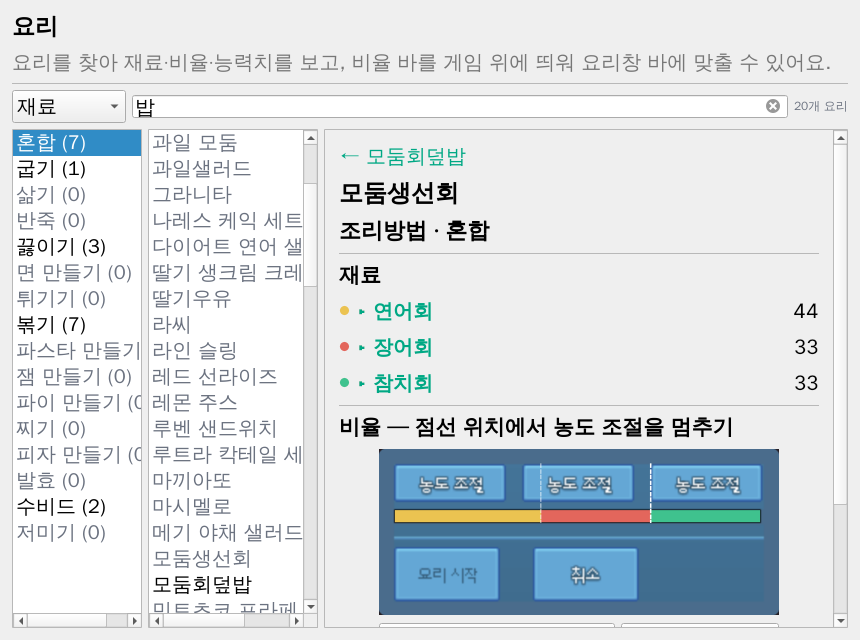 요리
요리를 찾아 재료·비율·능력치를 보고, 비율 바를 게임 위에 띄워 요리창 바에 맞출 수 있어요.
재료
밥
20개 요리
혼합 (7)
굽기 (1)
삶기 (0)
반죽 (0)
끓이기 (3)
면 만들기 (0)
튀기기 (0)
볶기 (7)
파스타 만들기
잼 만들기 (0)
파이 만들기 (0
찌기 (0)
피자 만들기 (0
발효 (0)
수비드 (2)
저미기 (0)
과일 모둠
과일샐러드
그라니타
나레스 케익 세트
다이어트 연어 샐
딸기 생크림 크레
딸기우유
라씨
라인 슬링
레드 선라이즈
레몬 주스
루벤 샌드위치
루트라 칵테일 세
마끼아또
마시멜로
메기 야채 샐러드
모둠생선회
모둠회덮밥
민트초코 프라페
← 모둠회덮밥
모둠생선회
조리방법 · 혼합
재료
▸ 연어회 44
▸ 장어회 33
▸ 참치회 33
비율 — 점선 위치에서 농도 조절을 멈추기
농도 조절 농도 조절 농도 조절
요리 시작 취소